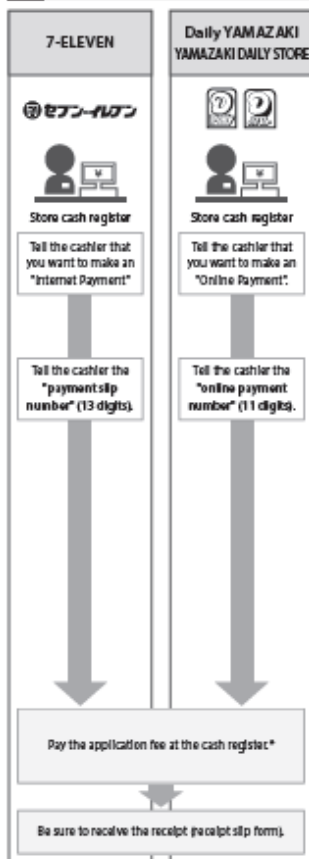 7-ELEVEN
セブン-イレブン
Store cash register
Tell the cashier that
you want to make an
"Internet Payment"
Tell the cashier the
"payment slip
number" (13 digits).
Daily YAMAZAKI
YAMAZAKI DAILY STORE
Store cash register
Tell the cashier that
you want to make an
"Online Payment".
Tell the cashier the
"online payment
number" (11 digits).
Pay the application fee at the cash register.*
Be sure to receive the receipt (receipt slip form).